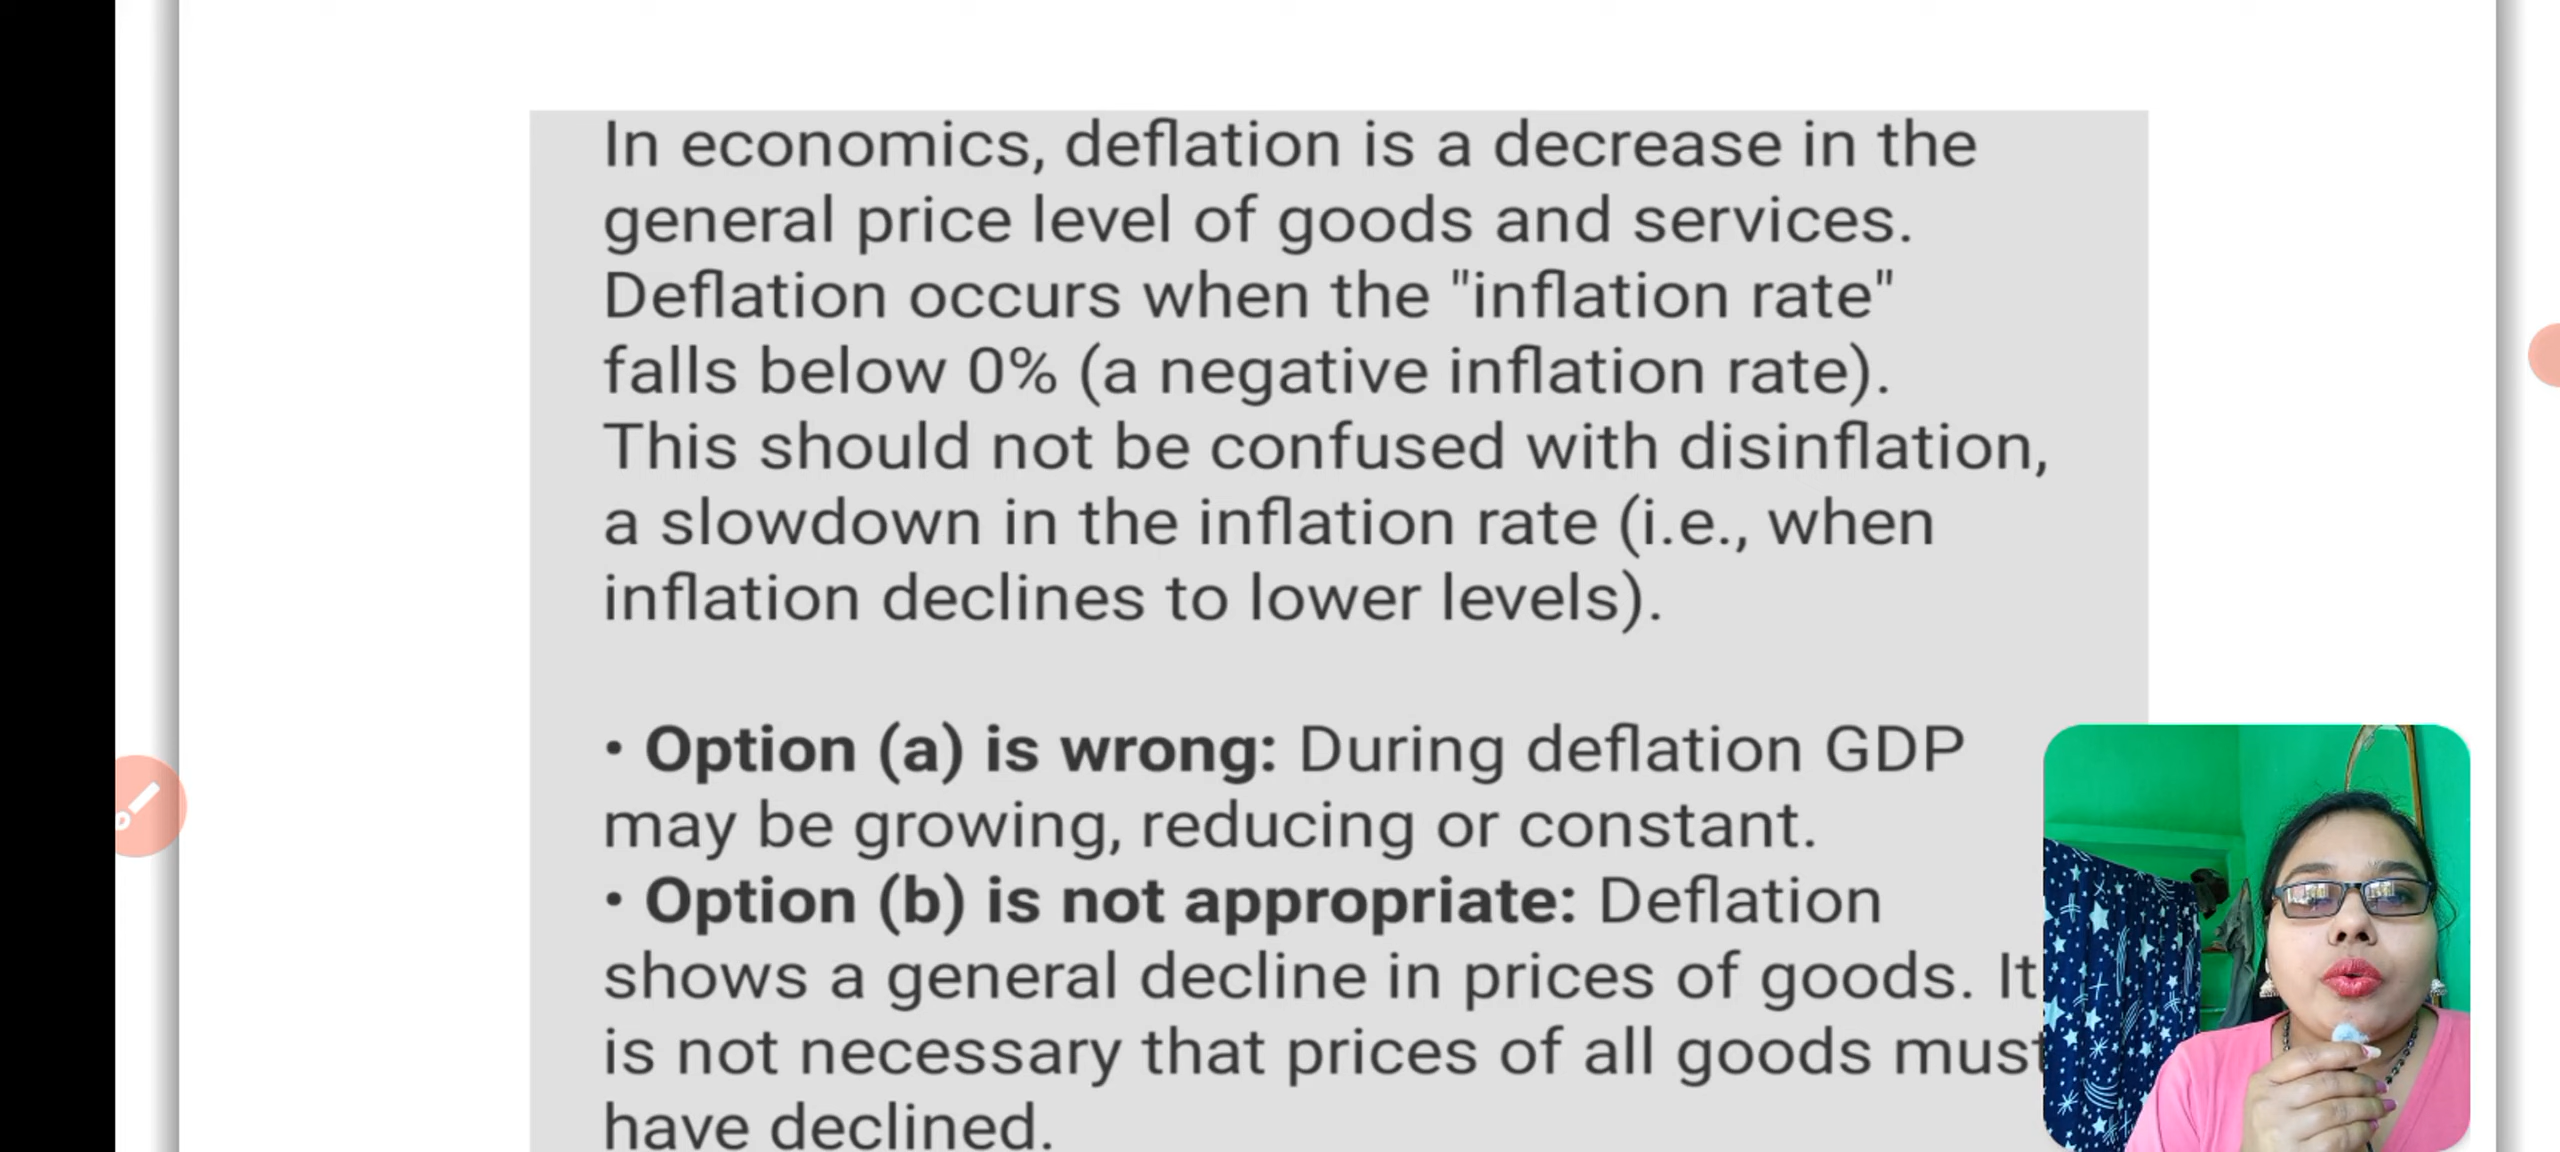 In economics, deflation is a decrease in the
general price level of goods and services.
Deflation occurs when the "inflation rate"
falls below 0% (a negative inflation rate).
This should not be confused with disinflation,
a slowdown in the inflation rate (i.e., when
inflation declines to lower levels).
• Option (a) is wrong: During deflation GDP
may be growing, reducing or constant.
• Option (b) is not appropriate: Deflation
shows a general decline in prices of goods. It
is not necessary that prices of all goods must
have declined.